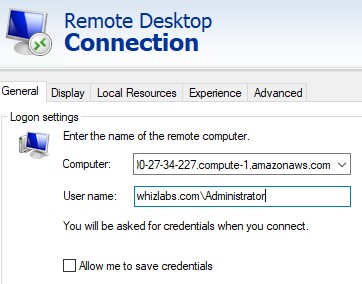 Remote Desktop
Connection
General Display Local Resources Experience Advanced
Logon settings
Enter the name of the remote computer.
Computer: 0-27-34-227.compute-1.amazonaws.com
User name: whizlabs.com\Administrator
You will be asked for credentials when you connect.
Allow me to save credentials